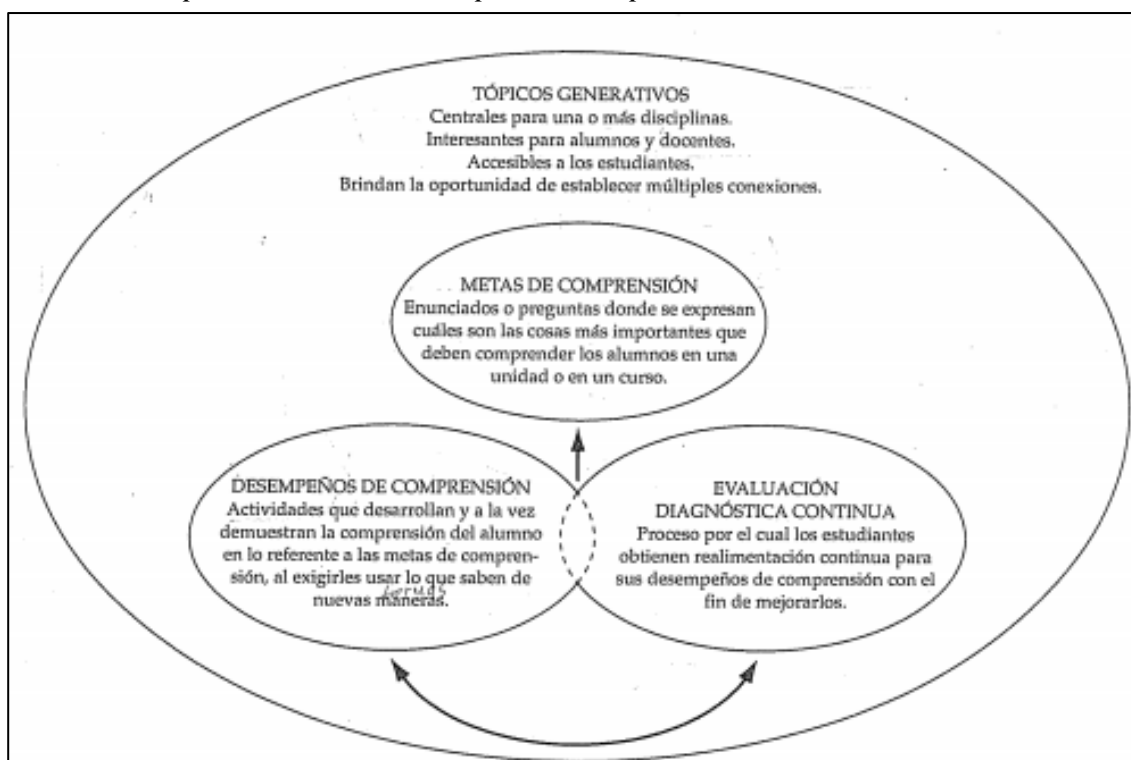 TÓPICOS GENERATIVOS
Centrales para una o más disciplinas.
Interesantes para alumnos y docentes.
Accesibles a los estudiantes.
Brindan la oportunidad de establecer múltiples conexiones.
METAS DE COMPRENSIÓN
Enunciados o preguntas donde se expresan
cuáles son las cosas más importantes que
deben comprender los alumnos en una
unidad o en un curso.
DESEMPEÑOS DE COMPRENSIÓN
Actividades que desarrollan y a la vez
demuestran la comprensión del alumno
en lo referente a las metas de compren-
sión, al exigirles usar lo que saben de
nuevas maneras.
EVALUACIÓN
DIAGNÓSTICA CONTINUA
Proceso por el cual los estudiantes
obtienen realimentación continua para
sus desempeños de comprensión con el
fin de mejorarlos.